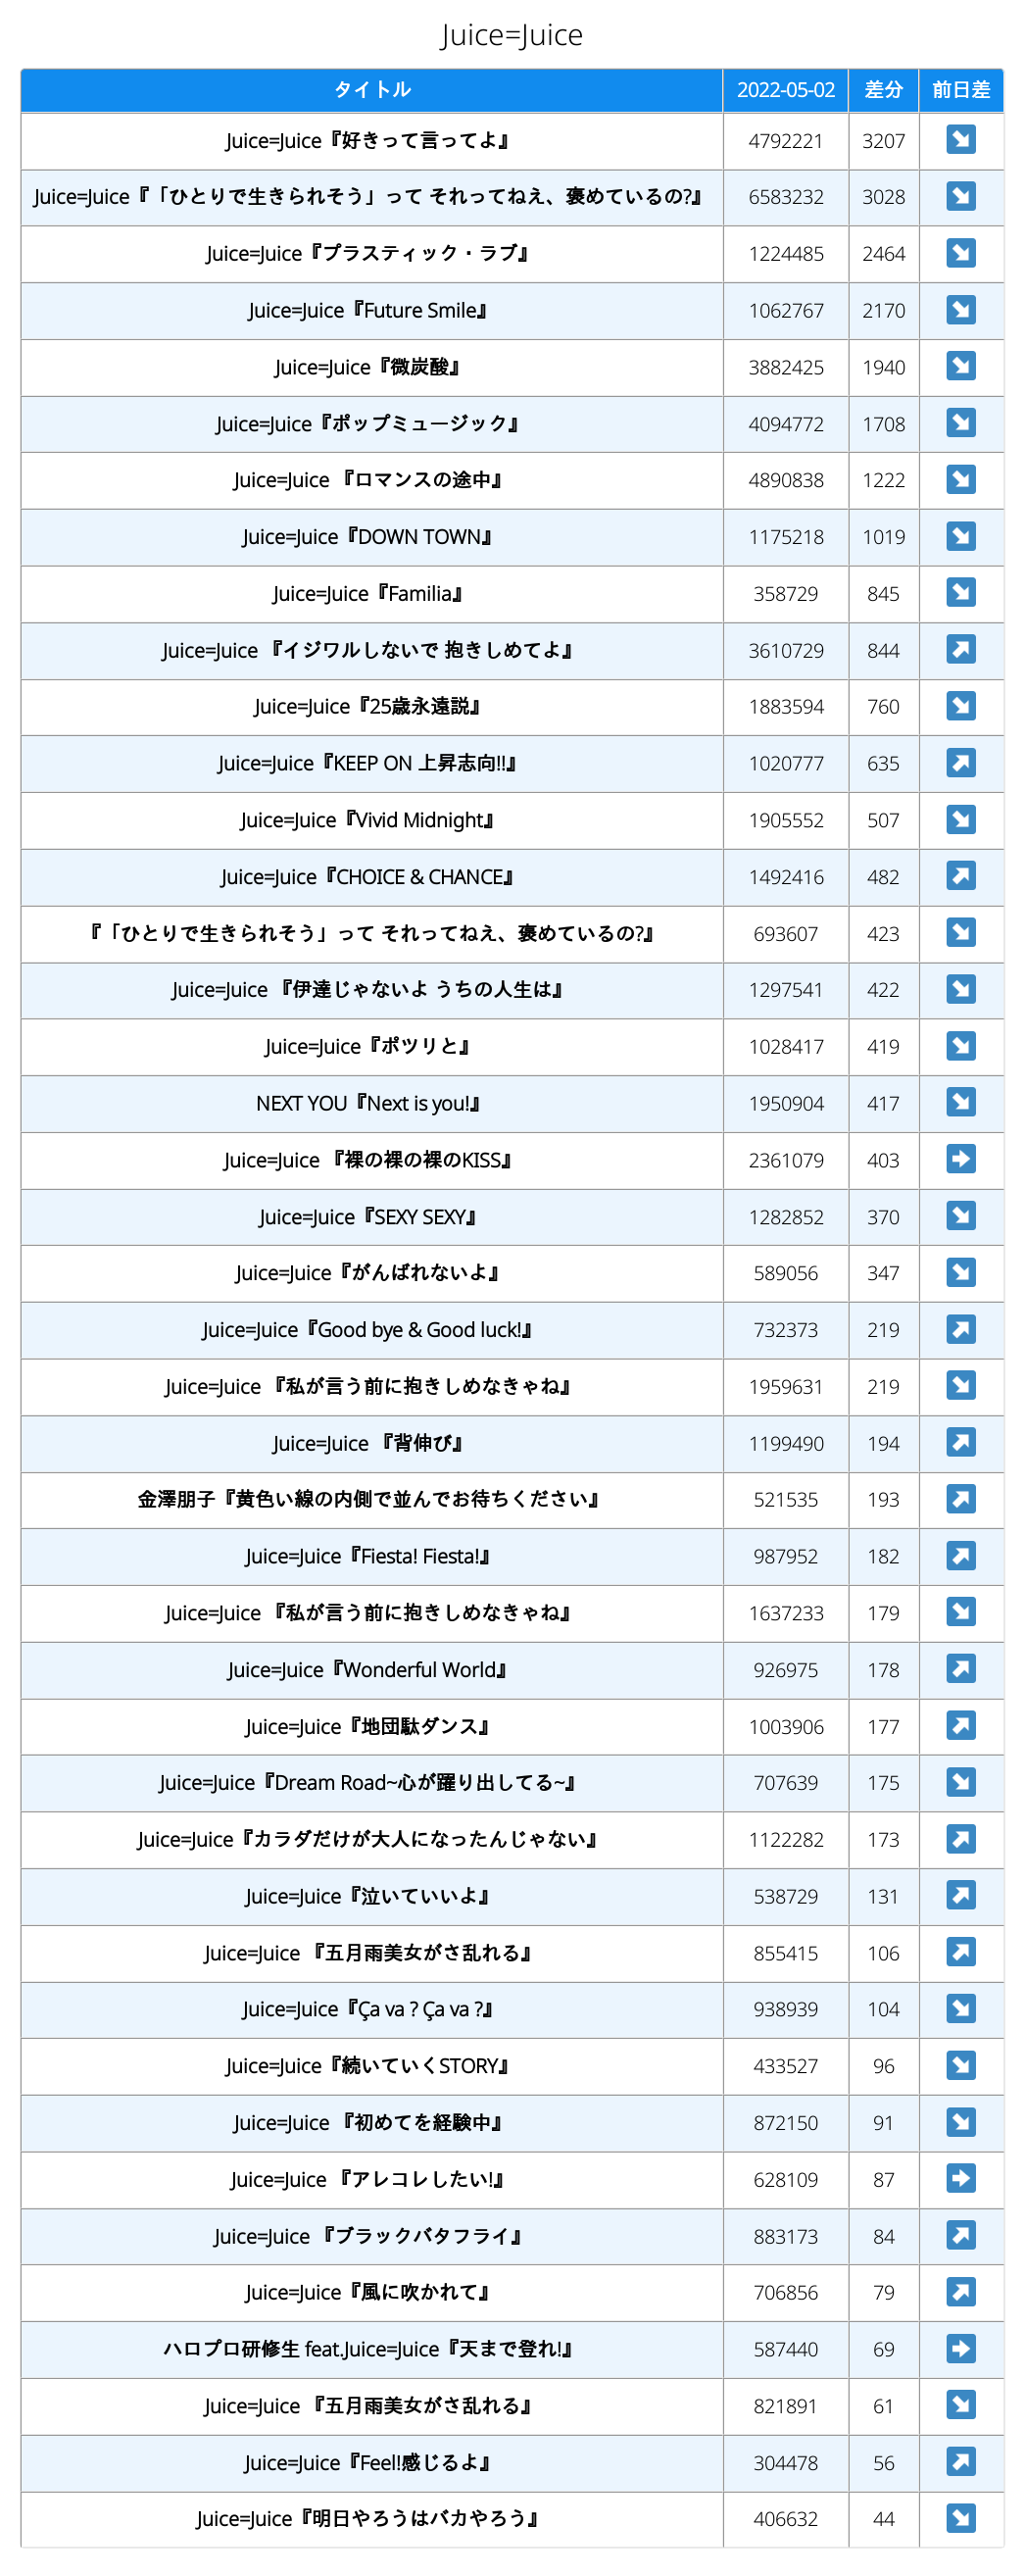 Juice=Juice
タイトル 2022-05-02 差分 前日差
Juice=Juice『好きって言ってよ』 4792221 3207 ↘
Juice=Juice『「ひとりで生きられそう」って それってねえ、褒めているの?』 6583232 3028 ↘
Juice=Juice『プラスティック・ラブ』 1224485 2464 ↘
Juice=Juice『Future Smile』 1062767 2170 ↘
Juice=Juice『微炭酸』 3882425 1940 ↘
Juice=Juice『ポップミュージック』 4094772 1708 ↘
Juice=Juice 『ロマンスの途中』 4890838 1222 ↘
Juice=Juice『DOWN TOWN』 1175218 1019 ↘
Juice=Juice『Familia』 358729 845 ↘
Juice=Juice 『イジワルしないで 抱きしめてよ』 3610729 844 ↗
Juice=Juice『25歳永遠説』 1883594 760 ↘
Juice=Juice『KEEP ON 上昇志向!!』 1020777 635 ↗
Juice=Juice『Vivid Midnight』 1905552 507 ↘
Juice=Juice『CHOICE & CHANCE』 1492416 482 ↗
『「ひとりで生きられそう」って それってねえ、褒めているの?』 693607 423 ↘
Juice=Juice 『伊達じゃないよ うちの人生は』 1297541 422 ↘
Juice=Juice『ポツリと』 1028417 419 ↘
NEXT YOU『Next is you!』 1950904 417 ↘
Juice=Juice 『裸の裸の裸のKISS』 2361079 403 ➡
Juice=Juice『SEXY SEXY』 1282852 370 ↘
Juice=Juice『がんばれないよ』 589056 347 ↘
Juice=Juice『Good bye & Good luck!』 732373 219 ↗
Juice=Juice 『私が言う前に抱きしめなきゃね』 1959631 219 ↘
Juice=Juice 『背伸び』 1199490 194 ↗
金澤朋子『黄色い線の内側で並んでお待ちください』 521535 193 ↗
Juice=Juice『Fiesta! Fiesta!』 987952 182 ↗
Juice=Juice 『私が言う前に抱きしめなきゃね』 1637233 179 ↘
Juice=Juice『Wonderful World』 926975 178 ↗
Juice=Juice『地団駄ダンス』 1003906 177 ↗
Juice=Juice『Dream Road~心が躍り出してる~』 707639 175 ↘
Juice=Juice『カラダだけが大人になったんじゃない』 1122282 173 ↗
Juice=Juice『泣いていいよ』 538729 131 ↗
Juice=Juice 『五月雨美女がさ乱れる』 855415 106 ↗
Juice=Juice『Ça va ? Ça va ?』 938939 104 ↘
Juice=Juice『続いていくSTORY』 433527 96 ↘
Juice=Juice 『初めてを経験中』 872150 91 ↘
Juice=Juice 『アレコレしたい!』 628109 87 ➡
Juice=Juice 『ブラックバタフライ』 883173 84 ↗
Juice=Juice『風に吹かれて』 706856 79 ↗
ハロプロ研修生 feat.Juice=Juice『天まで登れ!』 587440 69 ➡
Juice=Juice 『五月雨美女がさ乱れる』 821891 61 ↘
Juice=Juice『Feel!感じるよ』 304478 56 ↗
Juice=Juice『明日やろうはバカやろう』 406632 44 ↘